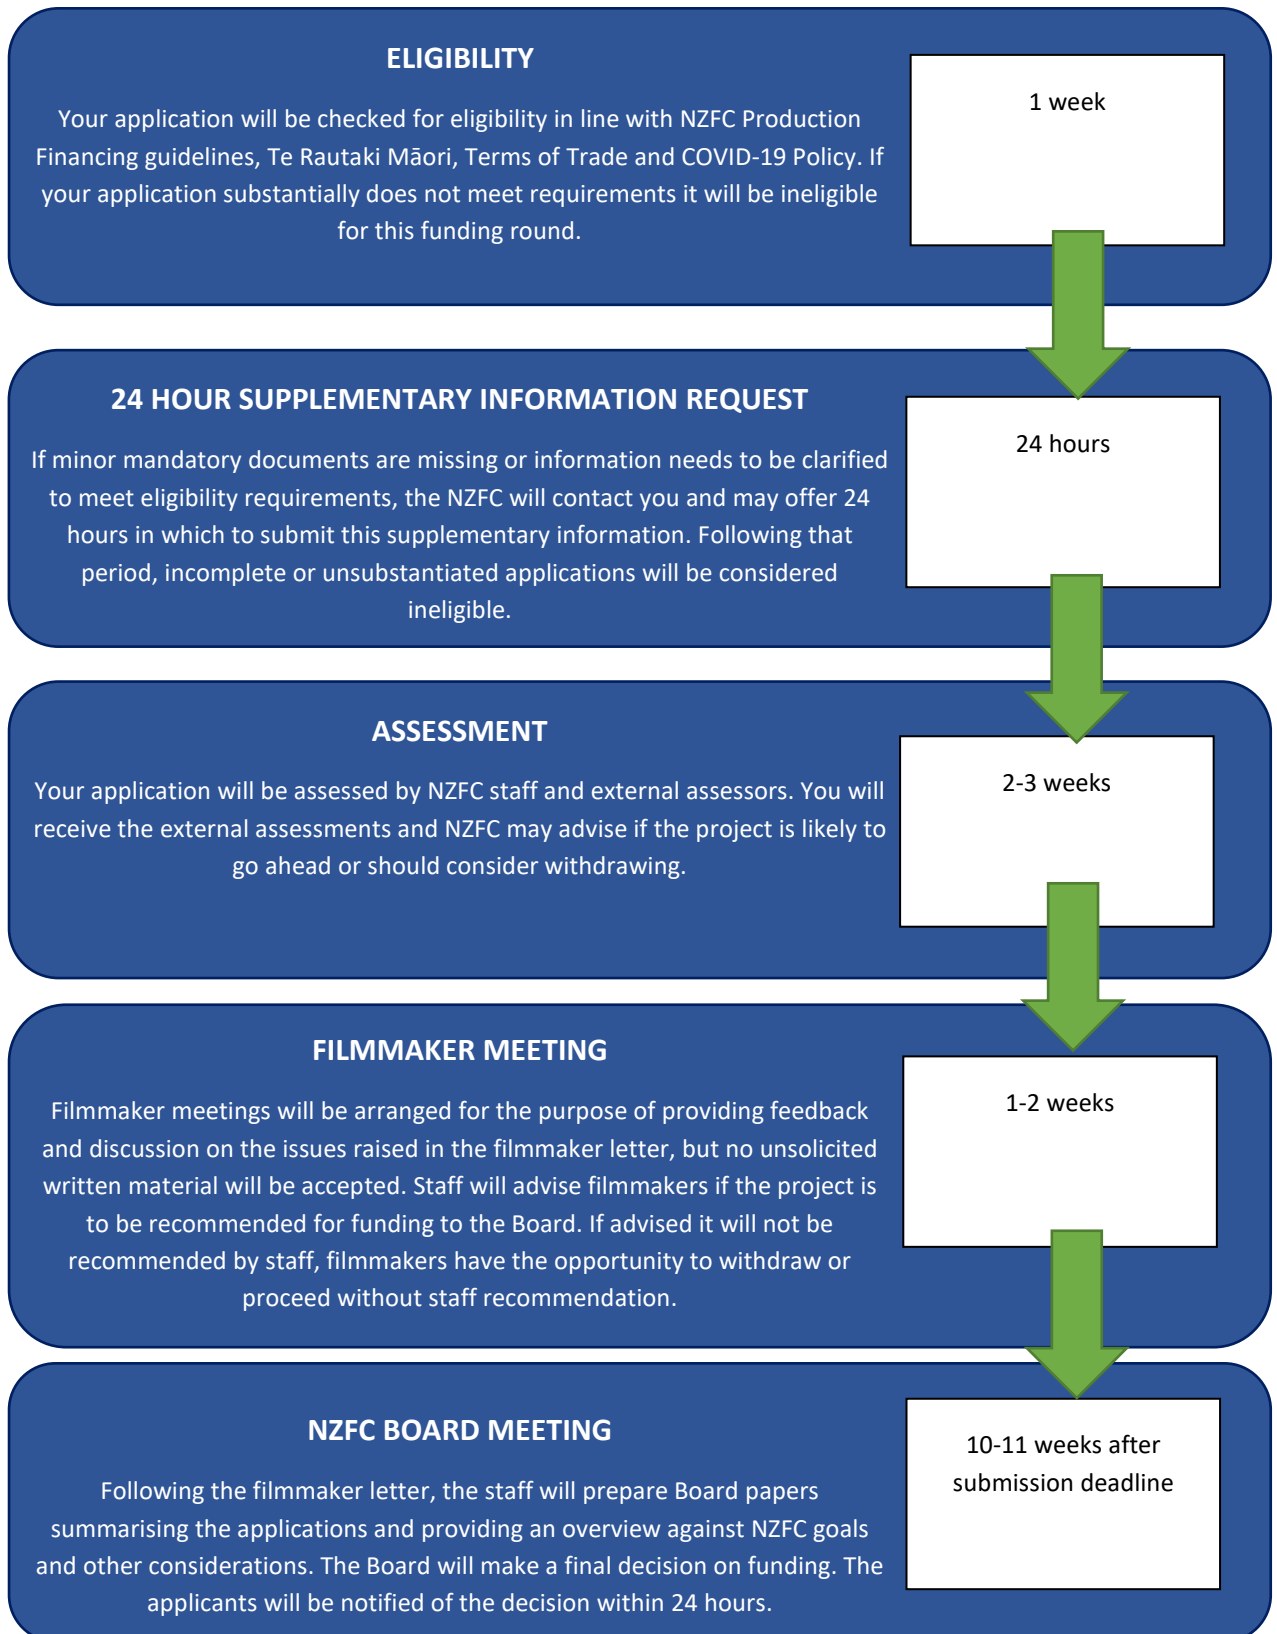 ELIGIBILITY
Your application will be checked for eligibility in line with NZFC Production
Financing guidelines, Te Rautaki Māori, Terms of Trade and COVID-19 Policy. If
your application substantially does not meet requirements it will be ineligible
for this funding round.
1 week
24 HOUR SUPPLEMENTARY INFORMATION REQUEST
If minor mandatory documents are missing or information needs to be clarified
to meet eligibility requirements, the NZFC will contact you and may offer 24
hours in which to submit this supplementary information. Following that
period, incomplete or unsubstantiated applications will be considered
ineligible.
24 hours
ASSESSMENT
Your application will be assessed by NZFC staff and external assessors. You will
receive the external assessments and NZFC may advise if the project is likely to
go ahead or should consider withdrawing.
2-3 weeks
FILMMAKER MEETING
Filmmaker meetings will be arranged for the purpose of providing feedback
and discussion on the issues raised in the filmmaker letter, but no unsolicited
written material will be accepted. Staff will advise filmmakers if the project is
to be recommended for funding to the Board. If advised it will not be
recommended by staff, filmmakers have the opportunity to withdraw or
proceed without staff recommendation.
1-2 weeks
NZFC BOARD MEETING
Following the filmmaker letter, the staff will prepare Board papers
summarising the applications and providing an overview against NZFC goals
and other considerations. The Board will make a final decision on funding. The
applicants will be notified of the decision within 24 hours.
10-11 weeks after
submission deadline